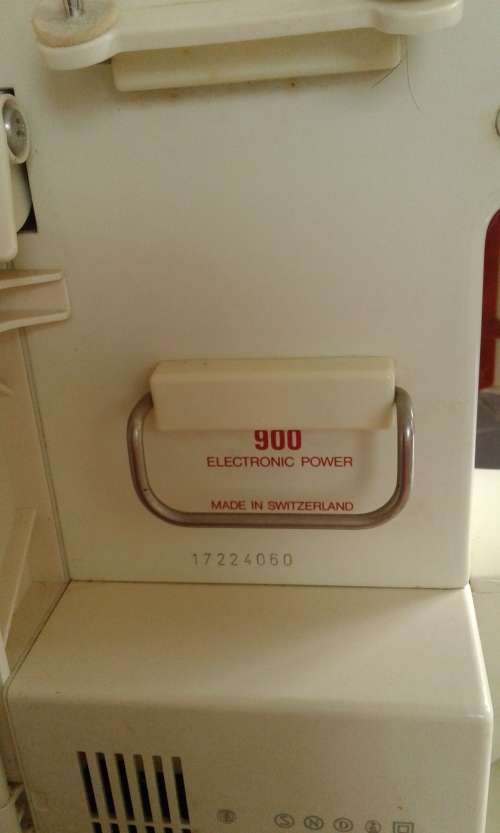 900
ELECTRONIC POWER
MADE IN SWITZERLAND
17224060
S N D